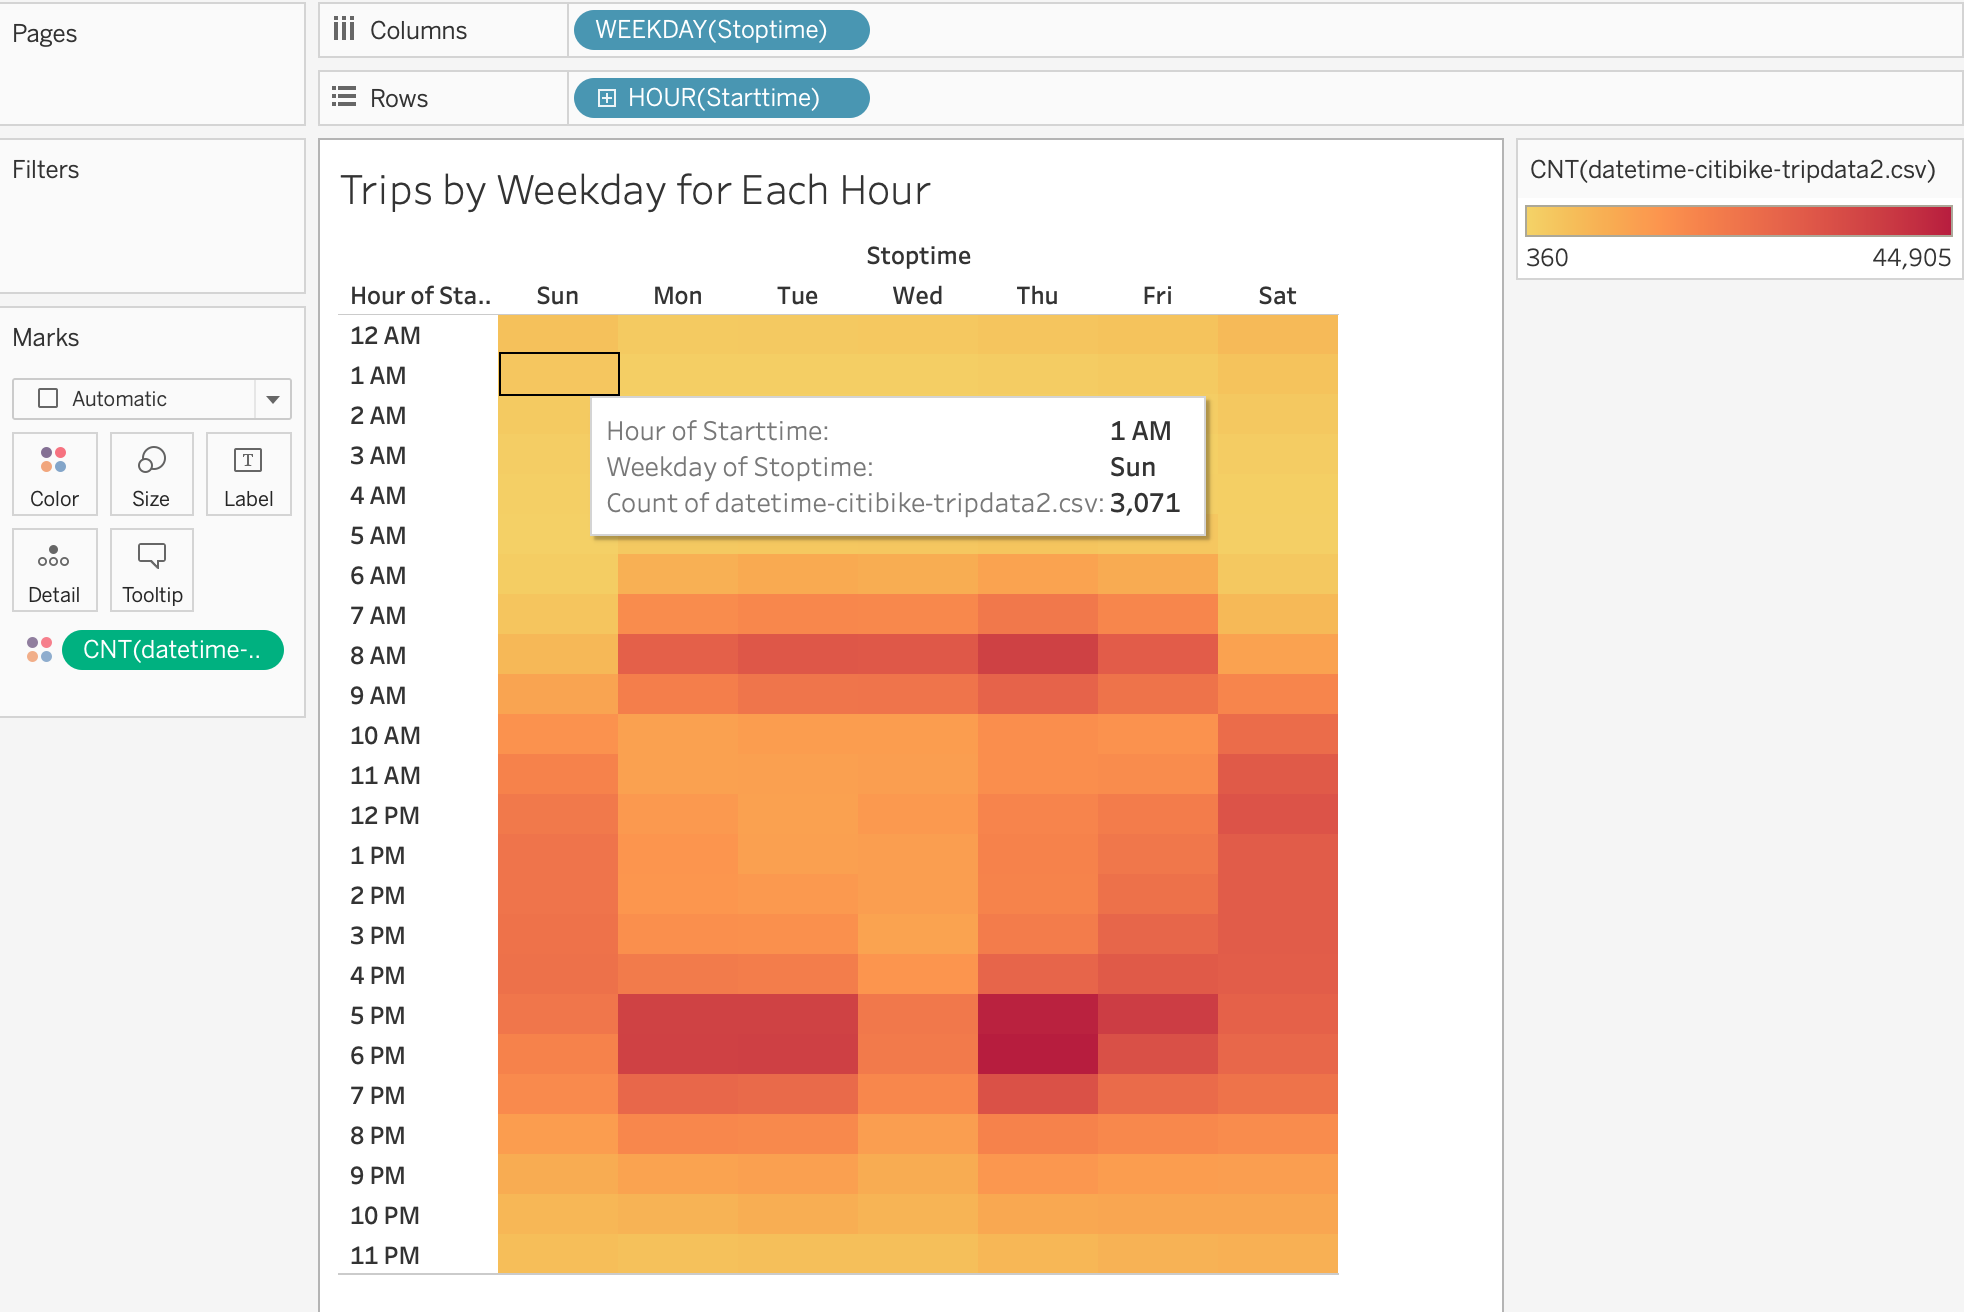 Pages
Columns
WEEKDAY(Stoptime)
Rows
HOUR(Starttime)
Filters
Marks
Automatic
Color
Size
T
Label
Detail
Tooltip
CNT(datetime-..
Trips by Weekday for Each Hour
Stoptime
Hour of Sta.. Sun Mon Tue Wed Thu Fri Sat
12 AM
1 AM
2 AM
3 AM
4 AM
5 AM
6 AM
7 AM
8 AM
9 AM
10 AM
11 AM
12 PM
1 PM
2 PM
3 PM
4 PM
5 PM
6 PM
7 PM
8 PM
9 PM
10 PM
11 PM
Hour of Starttime: 1 AM
Weekday of Stoptime: Sun
Count of datetime-citibike-tripdata2.csv: 3,071
CNT(datetime-citibike-tripdata2.csv)
360 44,905